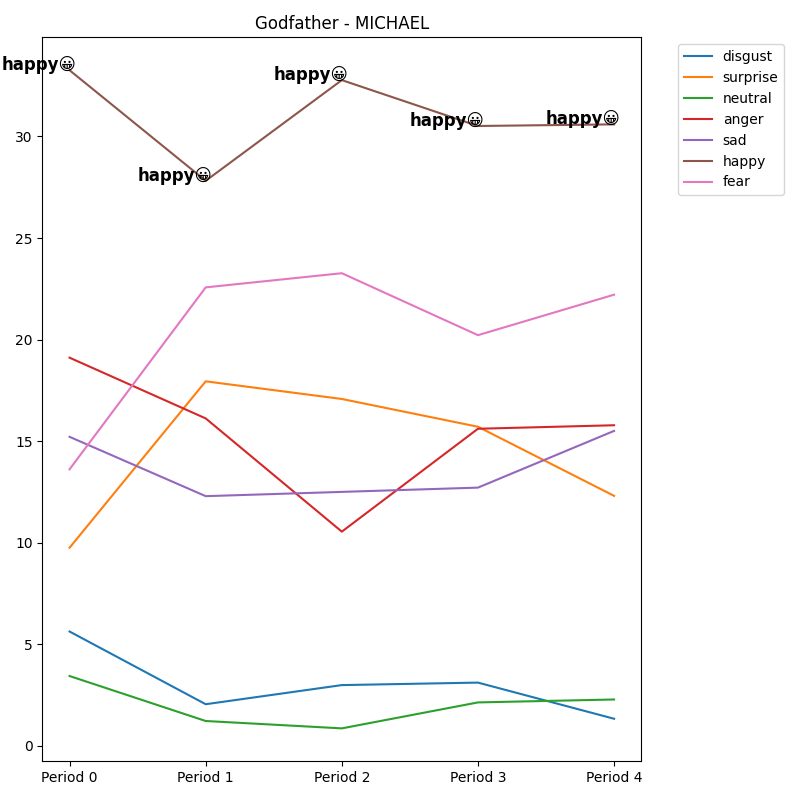 Godfather - MICHAEL
happy😀
happy😀
happy😀
happy😀
happy😀
disgust
surprise
neutral
anger
sad
happy
fear
30
25
20
15
10
5
0
Period 0 Period 1 Period 2 Period 3 Period 4